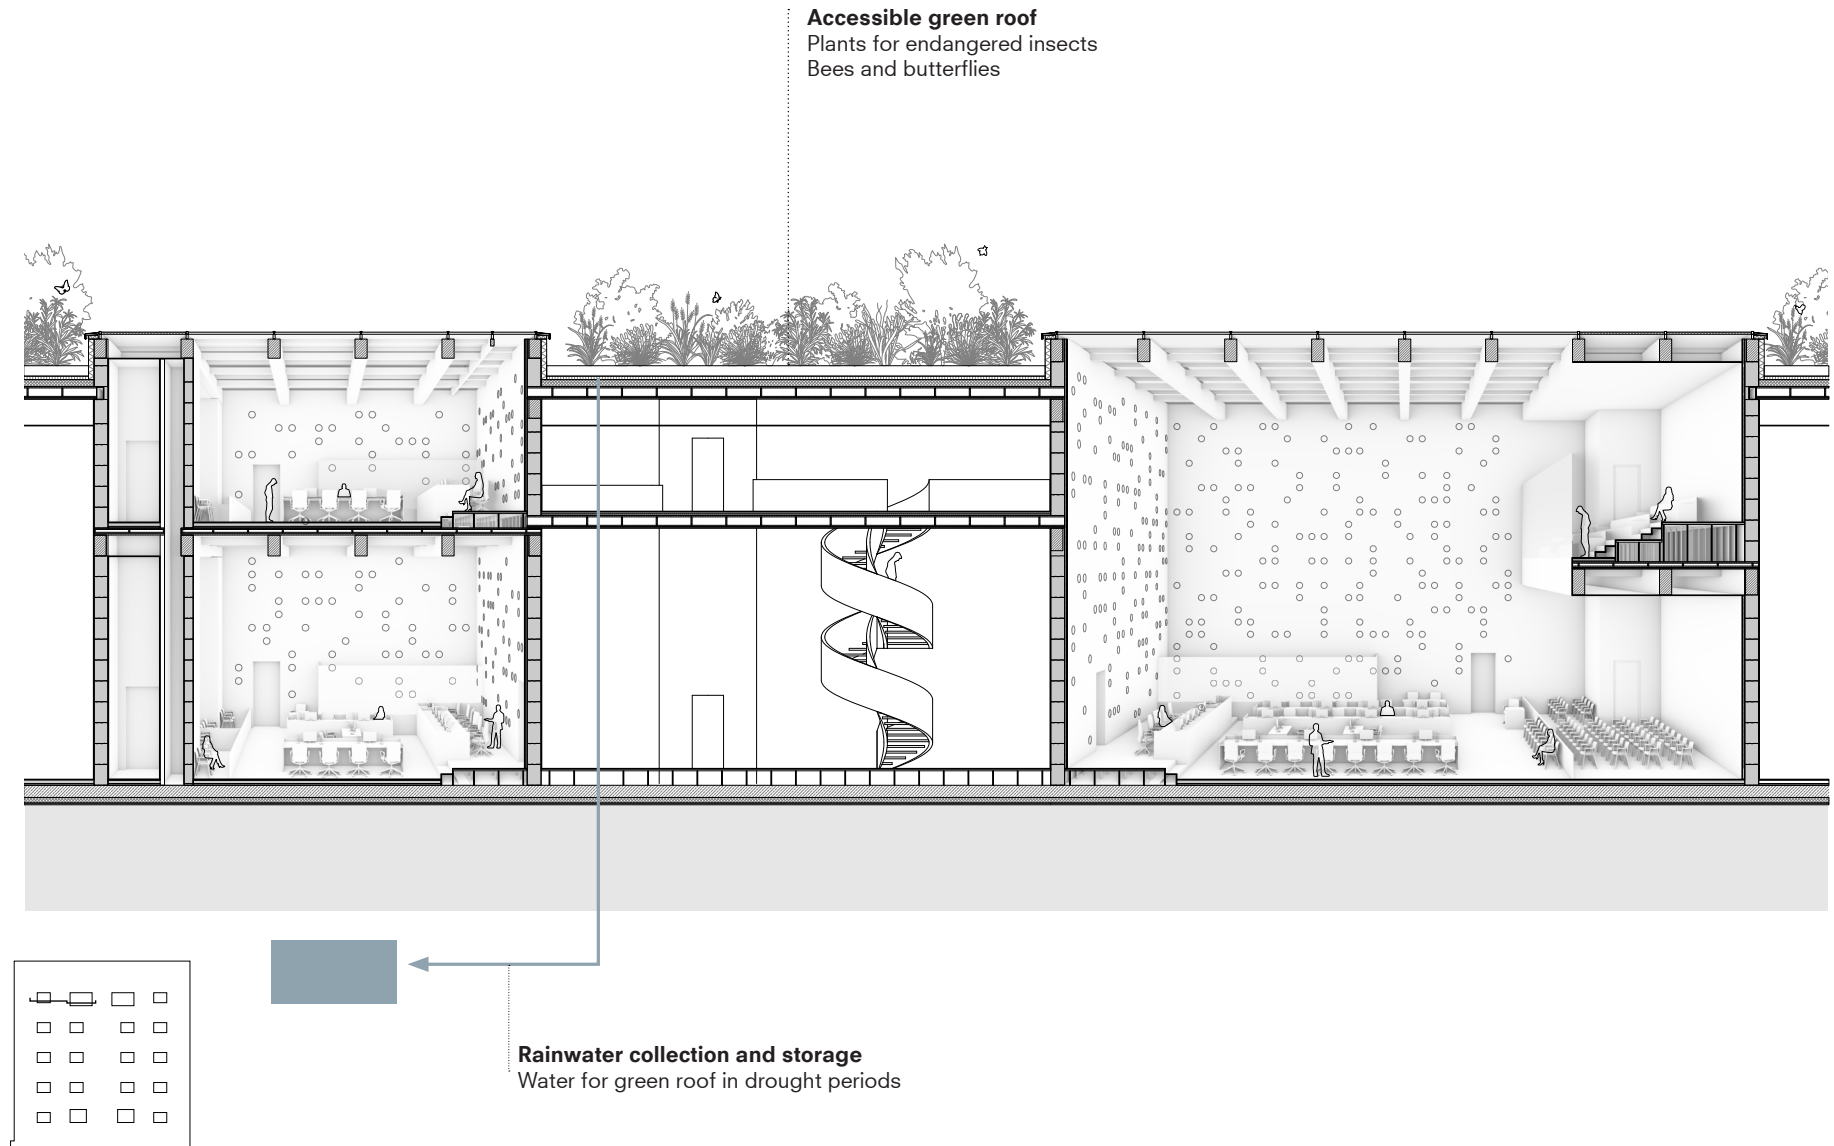 Accessible green roof
Plants for endangered insects
Bees and butterflies
Rainwater collection and storage
Water for green roof in drought periods